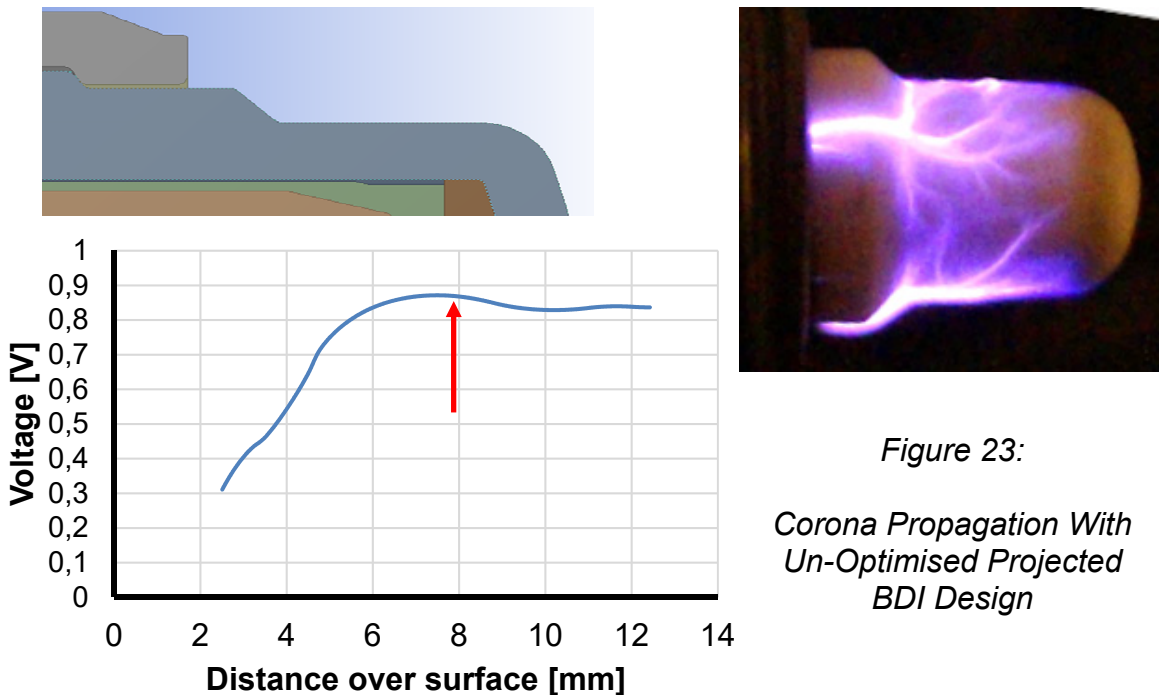 1
0,9
0,8
0,7
0,6
0,5
0,4
0,3
0,2
0,1
0
Voltage [V]
0 2 4 6 8 10 12 14
Distance over surface [mm]
Figure 23:
Corona Propagation With
Un-Optimised Projected
BDI Design